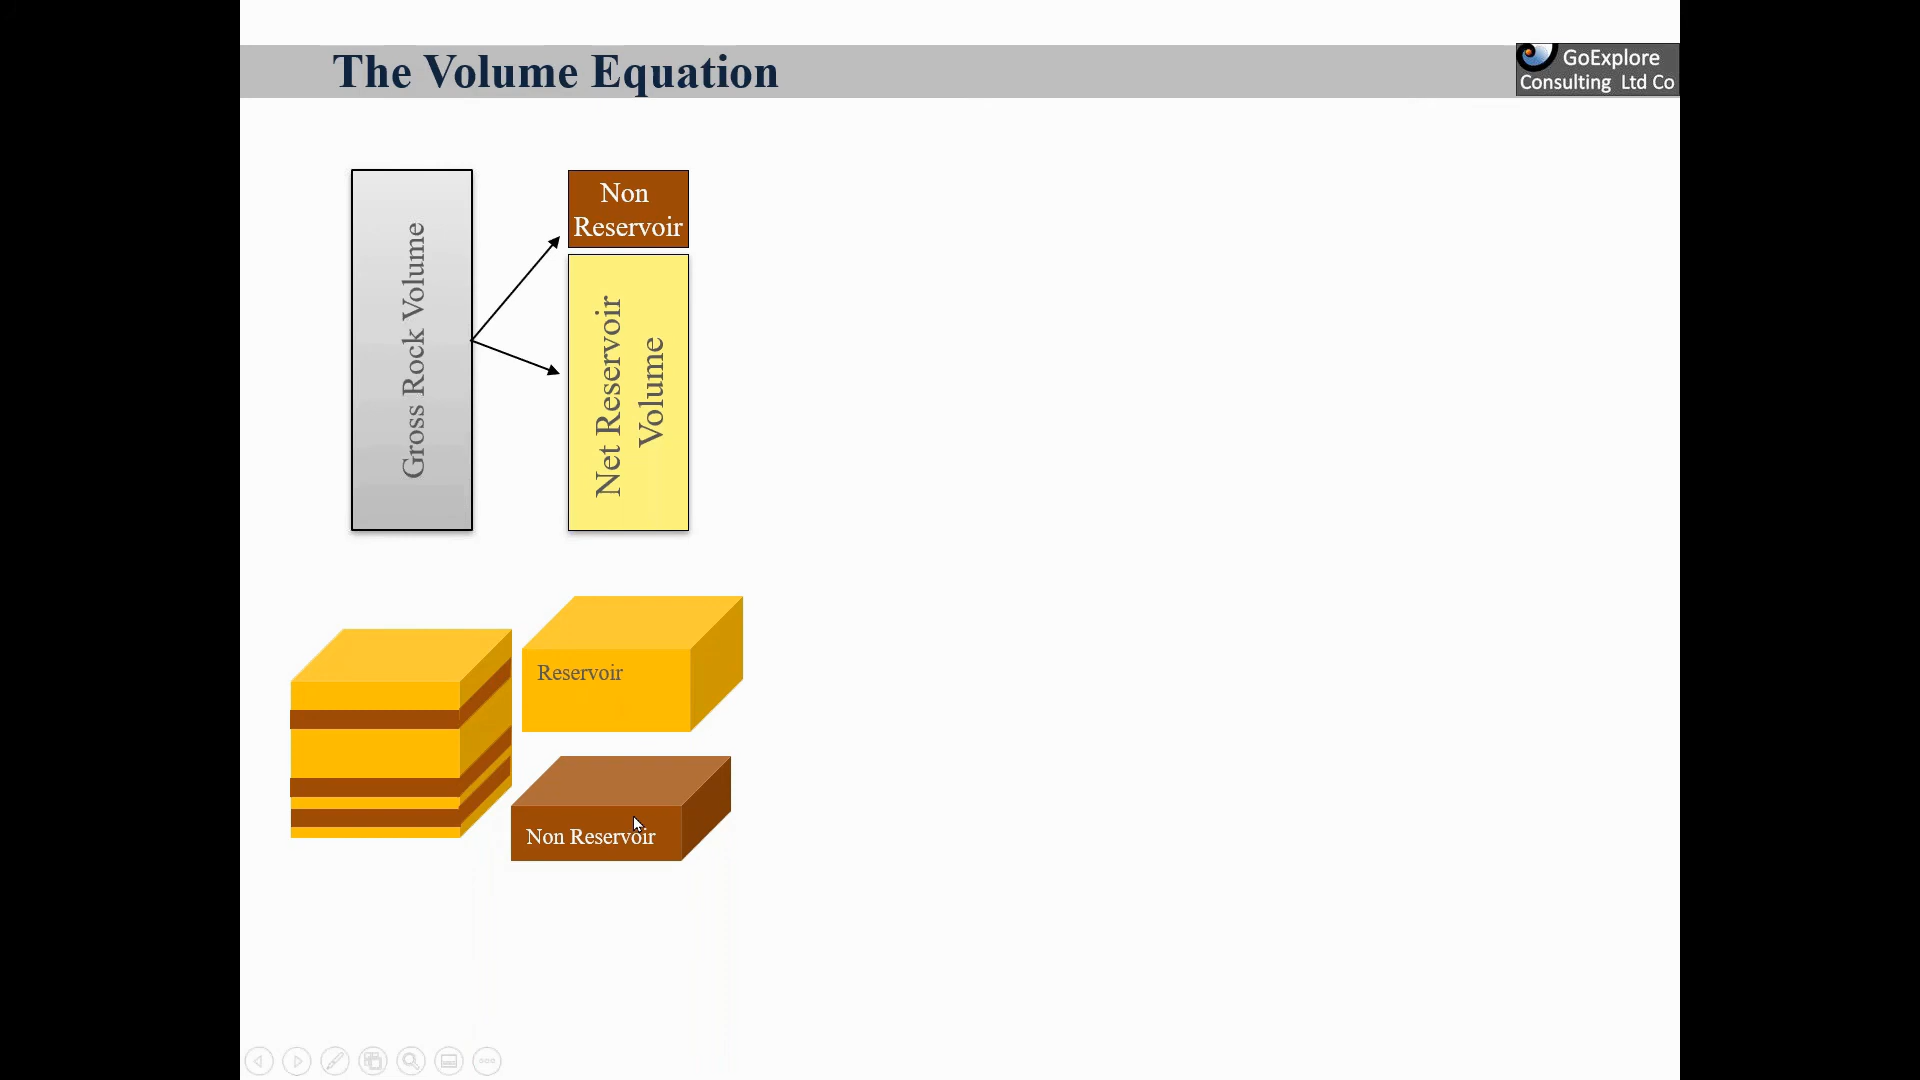 The Volume Equation
GoExplore
Consulting Ltd Co
Gross Rock Volume
Non
Reservoir
Net Reservoir
Volume
Reservoir
Non Reservoir